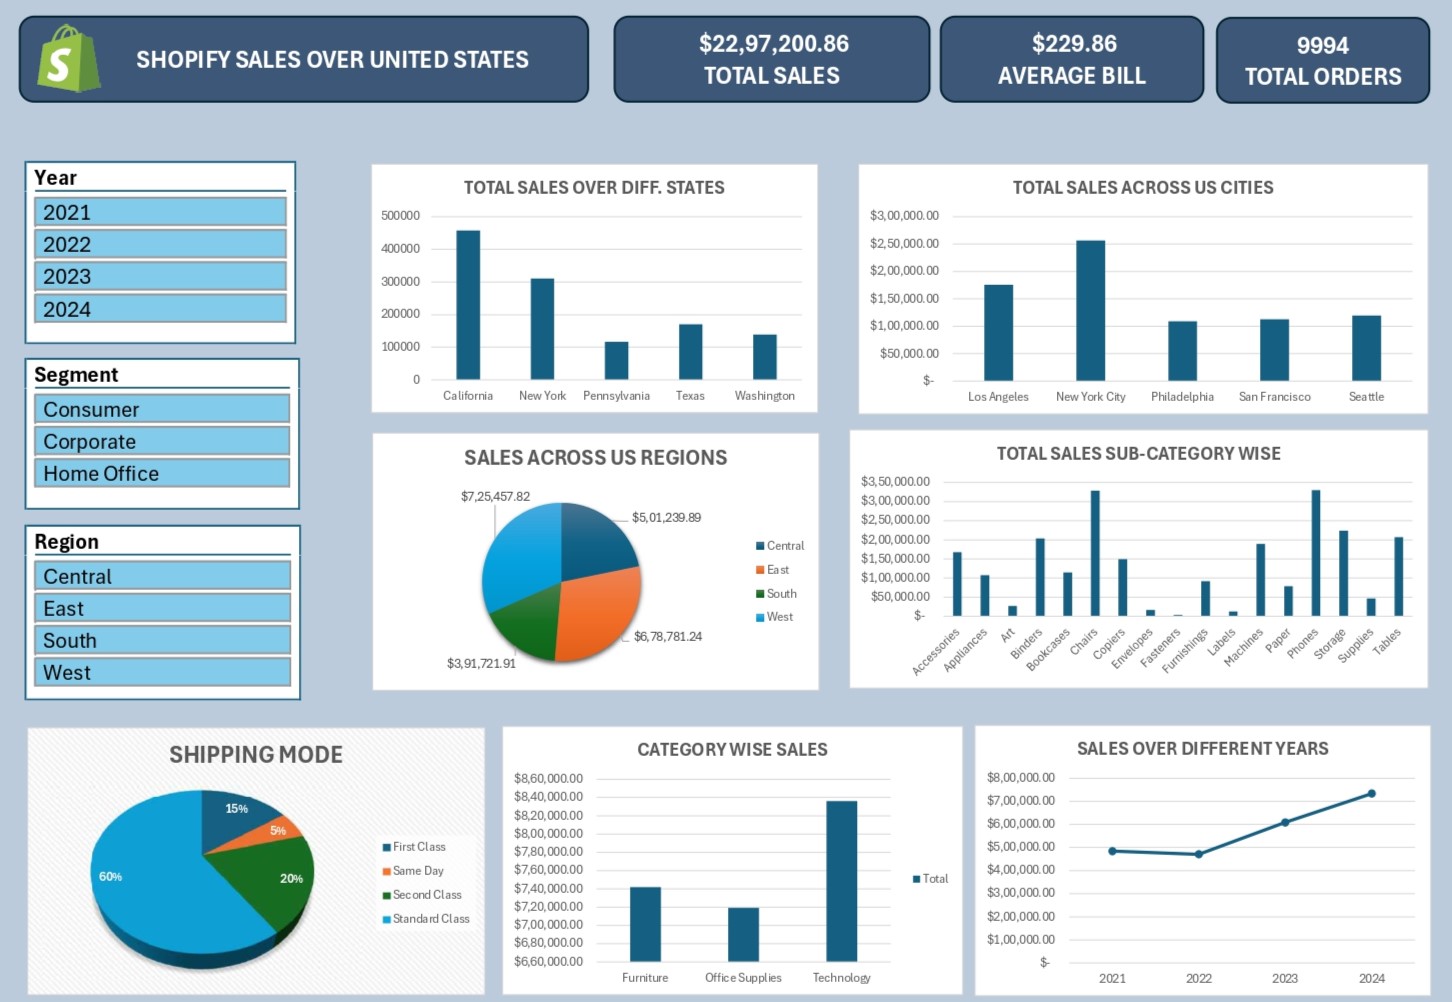 S
SHOPIFY SALES OVER UNITED STATES
$22,97,200.86
TOTAL SALES
$229.86
AVERAGE BILL
9994
TOTAL ORDERS
Year
2021
2022
2023
2024
Segment
Consumer
Corporate
Home Office
Region
Central
East
South
West
TOTAL SALES OVER DIFF. STATES
500000
400000
300000
200000
100000
0
California New York Pennsylvania Texas Washington
TOTAL SALES ACROSS US CITIES
$3,00,000.00
$2,50,000.00
$2,00,000.00
$1,50,000.00
$1,00,000.00
$50,000.00
$-
Los Angeles New York City Philadelphia San Francisco Seattle
SALES ACROSS US REGIONS
$7,25,457.82
$5,01,239.89
$6,78,781.24
$3,91,721.91
Central
East
South
West
TOTAL SALES SUB-CATEGORY WISE
$3,50,000.00
$3,00,000.00
$2,50,000.00
$2,00,000.00
$1,50,000.00
$1,00,000.00
$50,000.00
$-
Accessories Appliances Art Binders Bookcases Chairs Copiers Envelopes Fasteners Furnishings Labels Machines Paper Phones Storage Supplies Tables
SHIPPING MODE
15%
5%
20%
60%
First Class
Same Day
Second Class
Standard Class
CATEGORY WISE SALES
$8,60,000.00
$8,40,000.00
$8,20,000.00
$8,00,000.00
$7,80,000.00
$7,60,000.00
$7,40,000.00
$7,20,000.00
$7,00,000.00
$6,80,000.00
$6,60,000.00
Furniture Office Supplies Technology
Total
SALES OVER DIFFERENT YEARS
$8,00,000.00
$7,00,000.00
$6,00,000.00
$5,00,000.00
$4,00,000.00
$3,00,000.00
$2,00,000.00
$1,00,000.00
$-
2021 2022 2023 2024